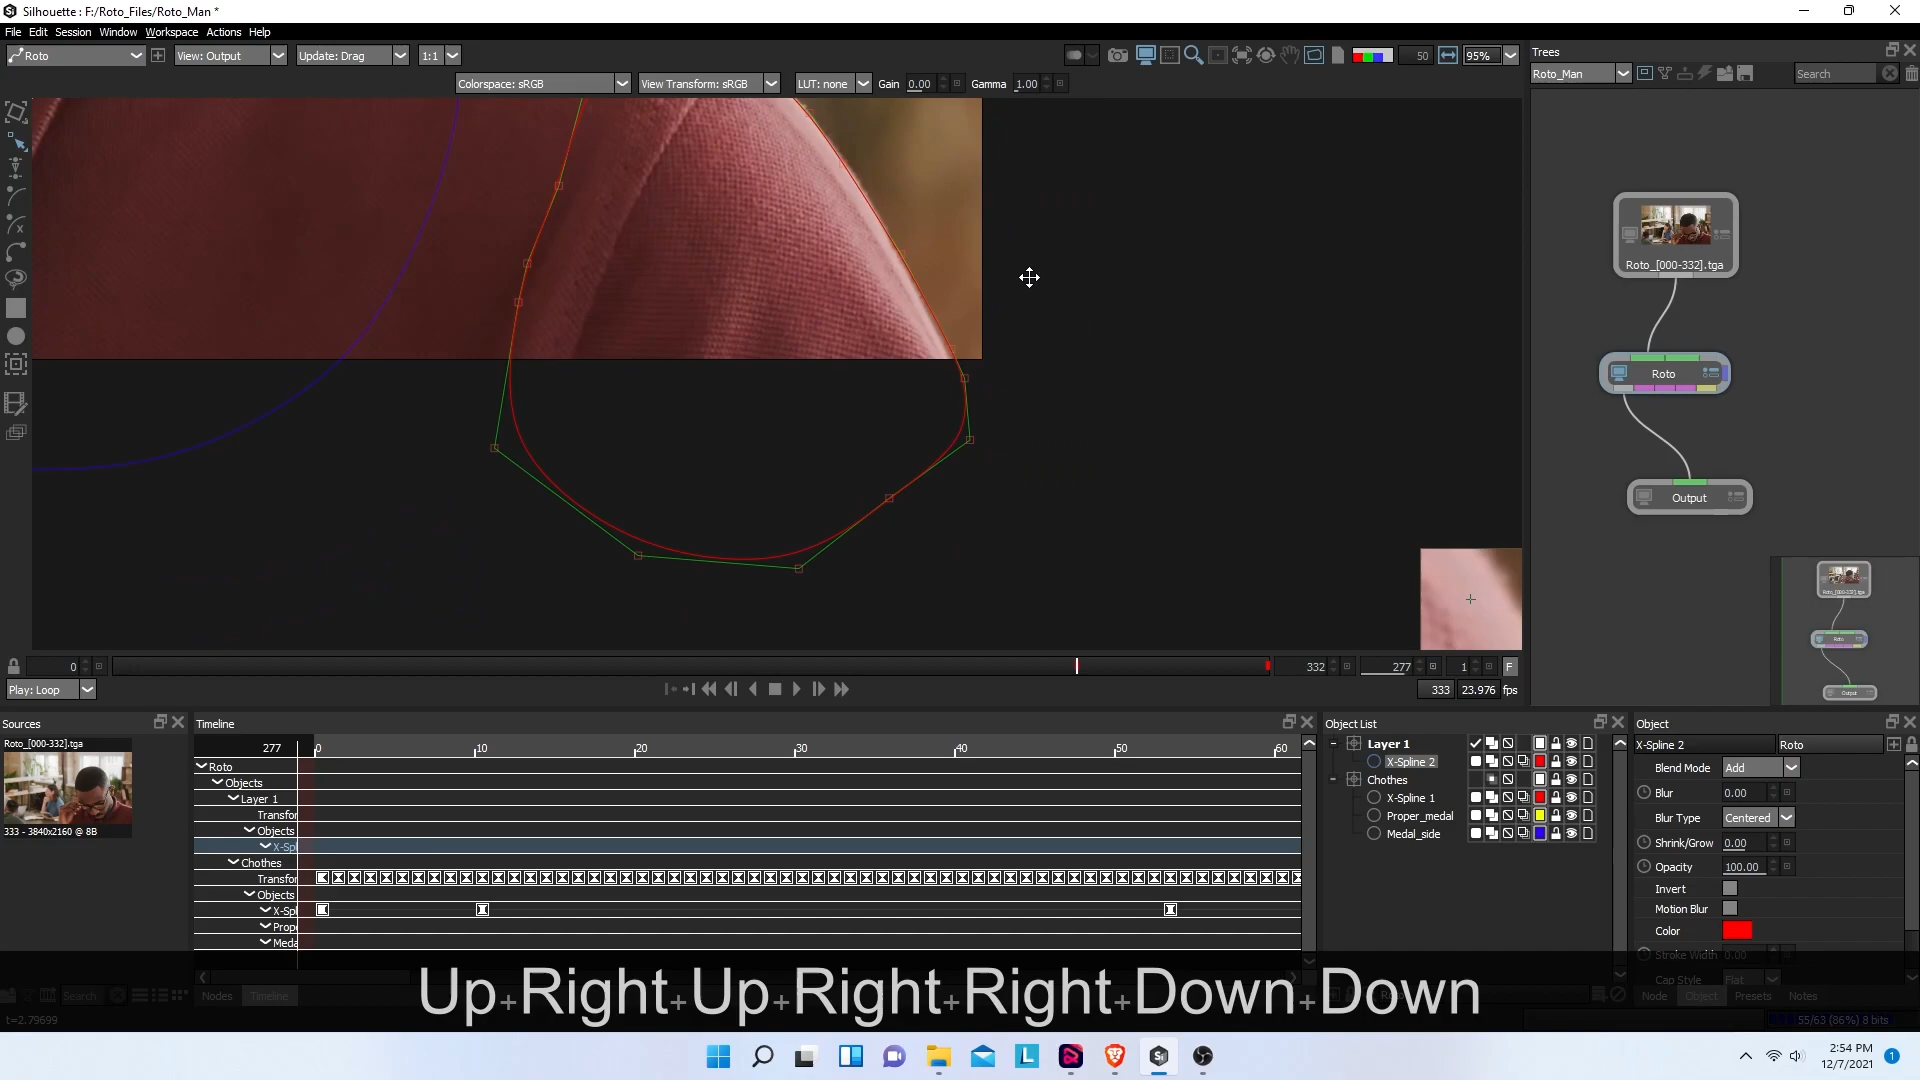 Silhouette : F:/Roto_Files/Roto_Man *
File Edit Session Window Workspace Actions Help
Roto View: Output Update: Drag 1:1 50 95%
Colorspace: sRGB View Transform: sRGB LUT: none Gain 0.00 Gamma 1.00
Trees
Roto_Man Search
Roto_[000-332].tga
Roto
Output
0 332 277 1 F
Play: Loop 333 23.976 fps
Sources
Roto_[000-332].tga
333 - 3840x2160 @ 8B
Search
Timeline
277 0 10 20 30 40 50 60
Roto
Objects
Layer 1
Transfor
Objects
X-Spl
Chothes
Transfor
Objects
X-Spl
Prop
Meda
Nodes Timeline
Object List
Layer 1
X-Spline 2
Chothes
X-Spline 1
Proper_medal
Medal_side
Object
X-Spline 2 Roto
Blend Mode Add
Blur 0.00
Blur Type Centered
Shrink/Grow 0.00
Opacity 100.00
Invert
Motion Blur
Color
Stroke Width 0.00
Cap Style Flat
Node Object Presets Notes
Up+Right+Up+Right+Right+Down+Down
t=2.79699
55/63 (86%) 8 bits
2:54 PM
12/7/2021
1